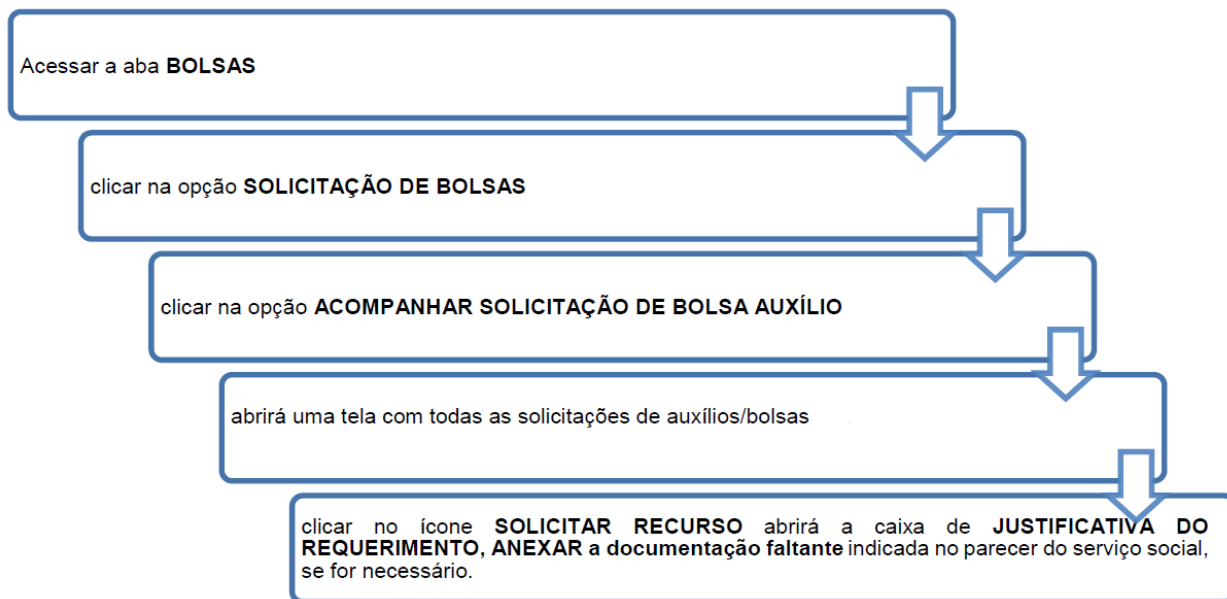 Acessar a aba BOLSAS
clicar na opção SOLICITAÇÃO DE BOLSAS
clicar na opção ACOMPANHAR SOLICITAÇÃO DE BOLSA AUXÍLIO
abrirá uma tela com todas as solicitações de auxílios/bolsas
clicar no ícone SOLICITAR RECURSO abrirá a caixa de JUSTIFICATIVA DO
REQUERIMENTO, ANEXAR a documentação faltante indicada no parecer do serviço social,
se for necessário.